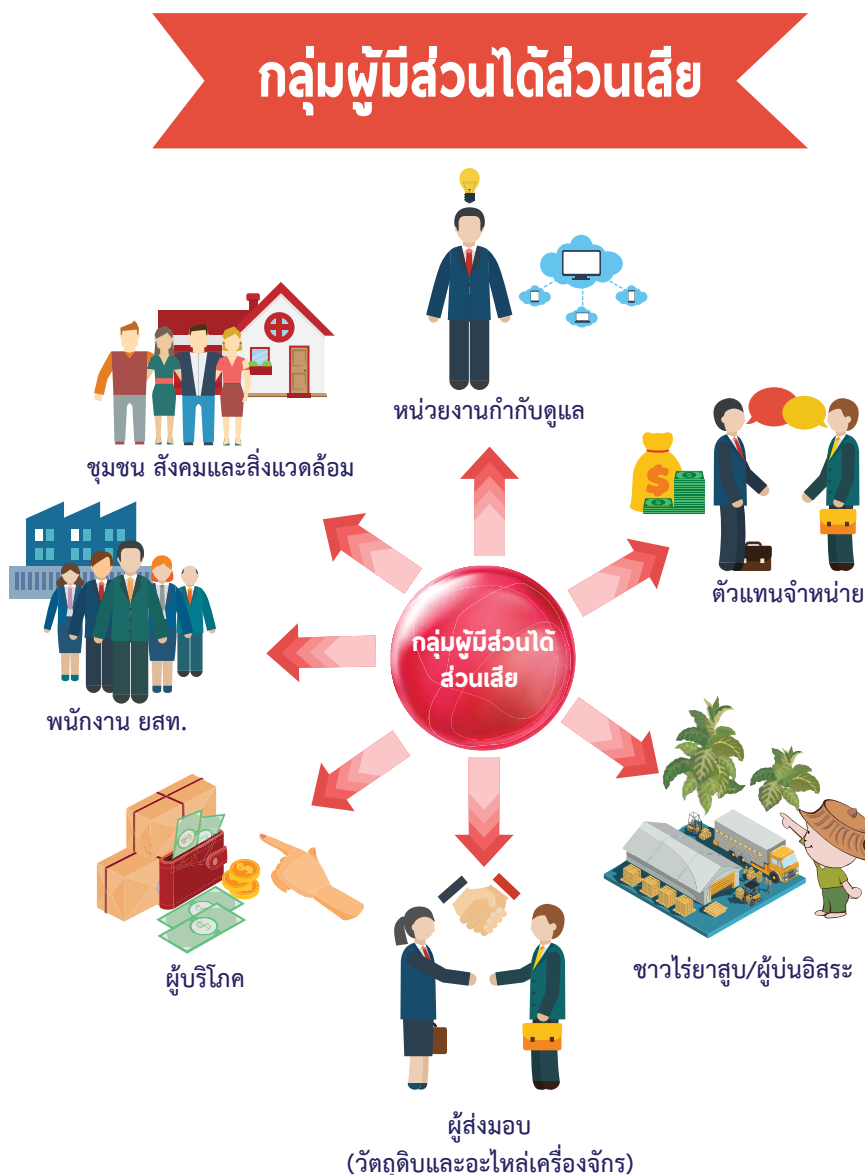 กลุ่มผู้มีส่วนได้ส่วนเสีย
หน่วยงานกำกับดูแล
ชุมชน สังคมและสิ่งแวดล้อม
ตัวแทนจำหน่าย
กลุ่มผู้มีส่วนได้
ส่วนเสีย
พนักงาน ยสท.
ชาวไร่ยาสูบ/ผู้บ่มอิสระ
ผู้บริโภค
ผู้ส่งมอบ
(วัตถุดิบและอะไหล่เครื่องจักร)